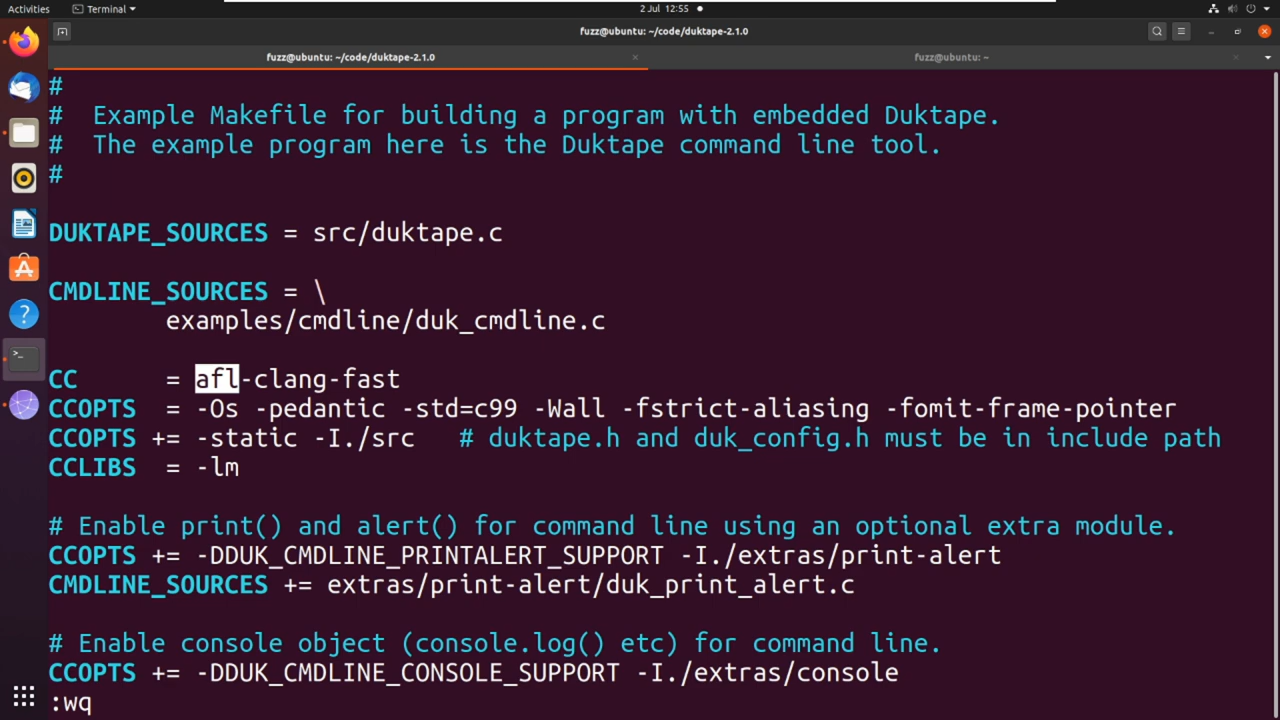 Activities
Terminal
2 Jul 12:55
fuzz@ubuntu: ~/code/duktape-2.1.0
fuzz@ubuntu: ~/code/duktape-2.1.0
fuzz@ubuntu: ~
#
# Example Makefile for building a program with embedded Duktape.
# The example program here is the Duktape command line tool.
#
DUKTAPE_SOURCES = src/duktape.c
CMDLINE_SOURCES = \
examples/cmdline/duk_cmdline.c
CC = afl-clang-fast
CCOPTS = -Os -pedantic -std=c99 -Wall -fstrict-aliasing -fomit-frame-pointer
CCOPTS += -static -I./src # duktape.h and duk_config.h must be in include path
CCLIBS = -lm
# Enable print() and alert() for command line using an optional extra module.
CCOPTS += -DDUK_CMDLINE_PRINTALERT_SUPPORT -I./extras/print-alert
CMDLINE_SOURCES += extras/print-alert/duk_print_alert.c
# Enable console object (console.log() etc) for command line.
CCOPTS += -DDUK_CMDLINE_CONSOLE_SUPPORT -I./extras/console
:wq